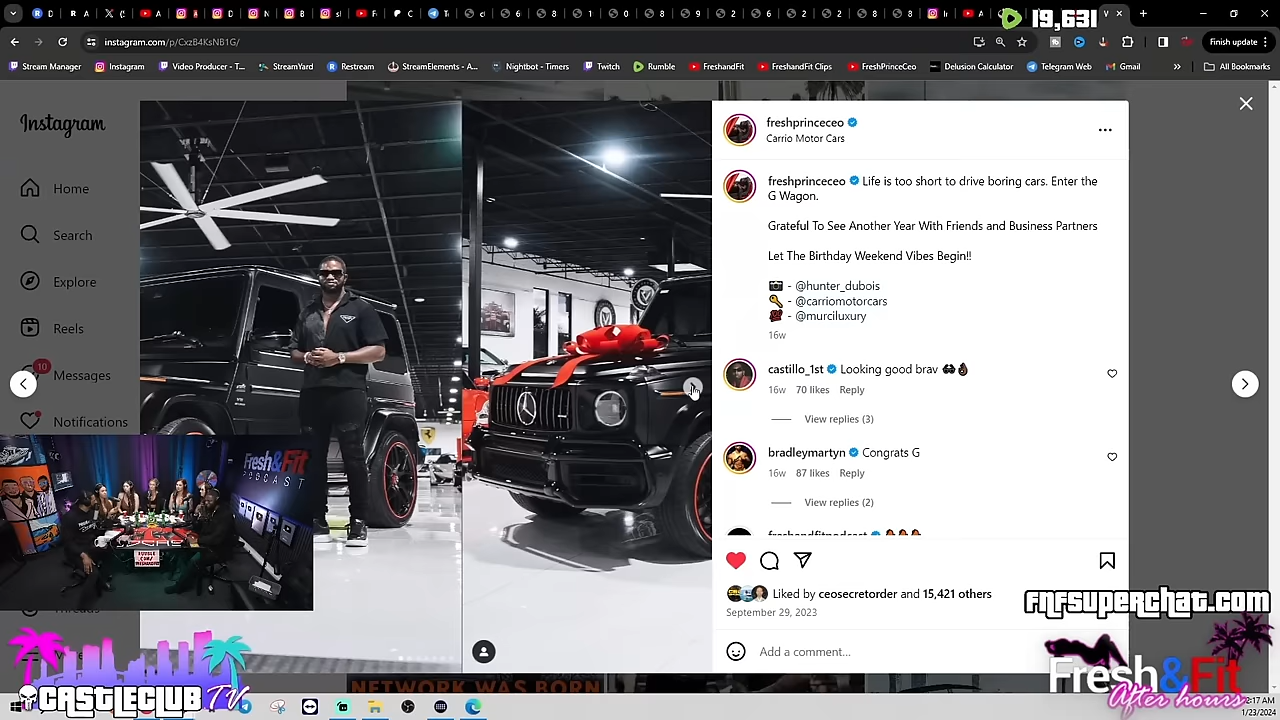 19,631
instagram.com/p/CxzB4KsNB1G/
Finish update
Stream Manager
Instagram
Video Producer - T...
StreamYard
Restream
StreamElements - A...
Nightbot - Timers
Twitch
Rumble
FreshandFit
FreshandFit Clips
FreshPrinceCeo
Delusion Calculator
Telegram Web
Gmail
All Bookmarks
Instagram
Home
Search
Explore
Reels
10
Messages
Notifications
freshprinceceo
Carrio Motor Cars
freshprinceceo Life is too short to drive boring cars. Enter the
G Wagon.
Grateful To See Another Year With Friends and Business Partners
Let The Birthday Weekend Vibes Begin!!
- @hunter_dubois
- @carriomotorcars
- @murciluxury
16w
castillo_1st Looking good brav
16w 70 likes Reply
View replies (3)
bradleymartyn Congrats G
16w 87 likes Reply
View replies (2)
freshandfitpodcast
Liked by ceosecretorder and 15,421 others
September 29, 2023
Add a comment...
Fresh&Fit
PODCAST
FNFSUPERCHAT.COM
CASTLECLUB TV
NETWORK WAS BORN
Fresh&Fit
After hours
2:17 AM
1/23/2024